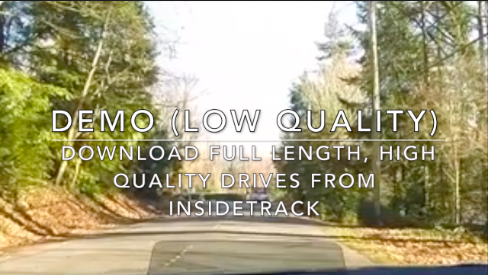 DEMO (LOW QUALITY)
DOWNLOAD FULL LENGTH, HIGH
QUALITY DRIVES FROM
INSIDETRACK